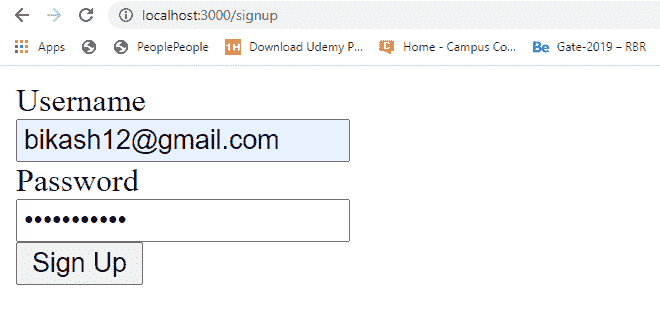 localhost:3000/signup
Apps PeoplePeople Download Udemy P... Home - Campus Co... Gate-2019 – RBR
Username
bikash12@gmail.com
Password
•••••••••••
Sign Up